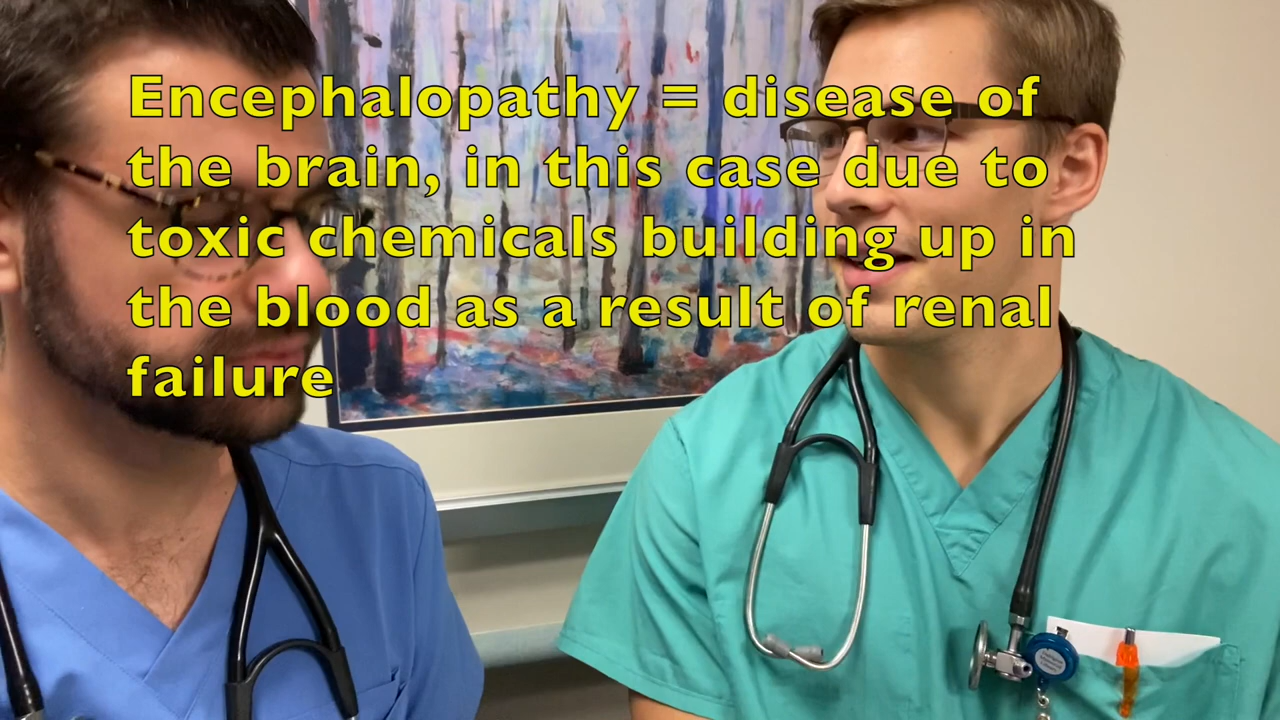 Encephalopathy = disease of
the brain, in this case due to
toxic chemicals building up in
the blood as a result of renal
failure